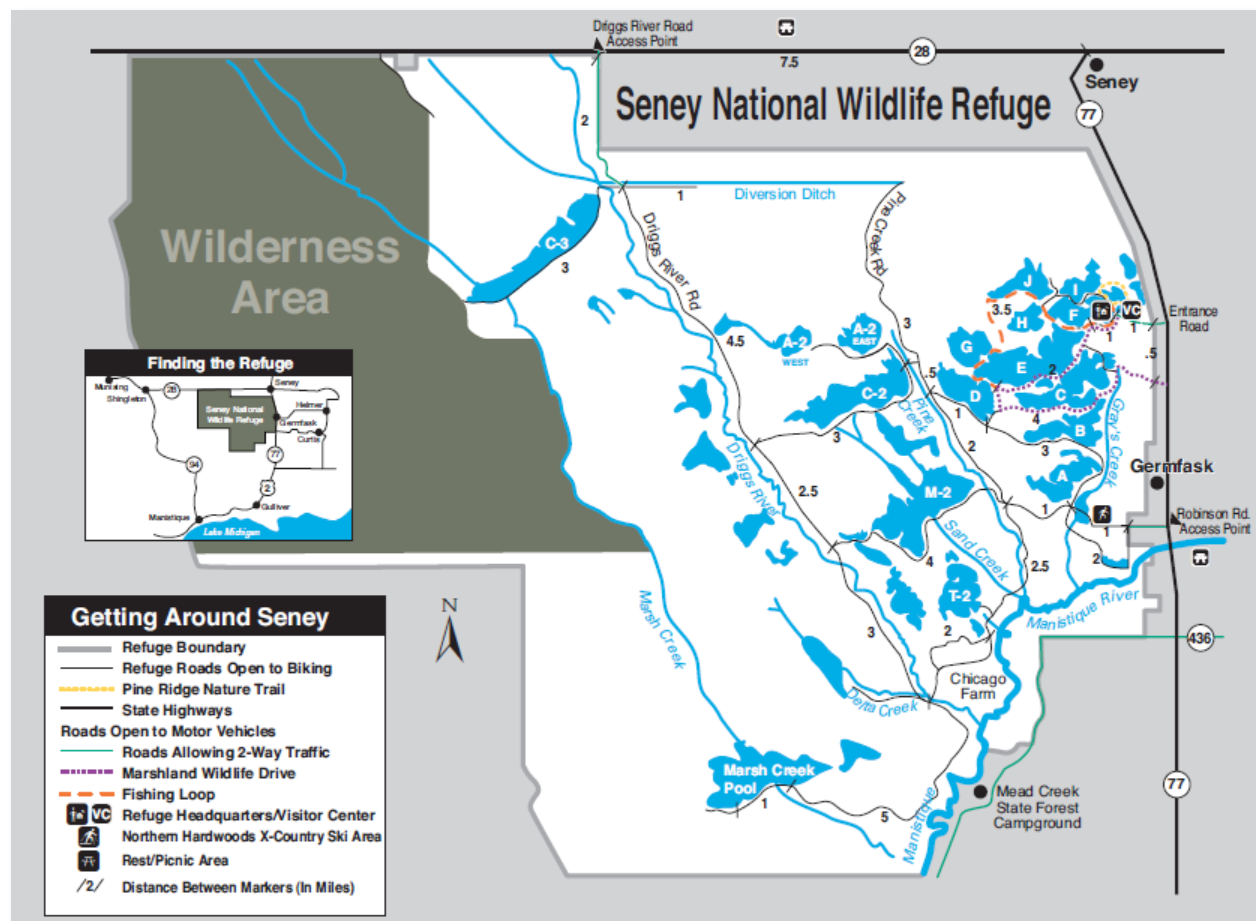 Driggs River Road
Access Point
28
7.5
Seney
Seney National Wildlife Refuge
77
2
Diversion Ditch
1
Pine Creek Rd
Wilderness
Area
C-3
3
Driggs River Rd
J
I
3.5
H
F
VC
1
Entrance
Road
1
.5
4.5
A-2
WEST
A-2
EAST
3
G
E
2
.5
C-2
D
C
Pine
Creek
1
4
B
Gray's Creek
3
2
3
Driggs River
A
Germfask
2.5
M-2
1
Robinson Rd.
Access Point
1
Sand Creek
4
2.5
2
T-2
Manistique River
Marsh Creek
3
2
436
Chicago
Farm
Delta Creek
Marsh Creek
Pool
1
5
Manistique
Mead Creek
State Forest
Campground
77
Finding the Refuge
Munising
Shingleton
28
Seney
Seney National
Wildlife Refuge
Helmer
Germfask
Curtis
94
77
2
Gulliver
Manistique
Lake Michigan
N
Getting Around Seney
Refuge Boundary
Refuge Roads Open to Biking
Pine Ridge Nature Trail
State Highways
Roads Open to Motor Vehicles
Roads Allowing 2-Way Traffic
Marshland Wildlife Drive
Fishing Loop
VC Refuge Headquarters/Visitor Center
Northern Hardwoods X-Country Ski Area
Rest/Picnic Area
/2/ Distance Between Markers (In Miles)